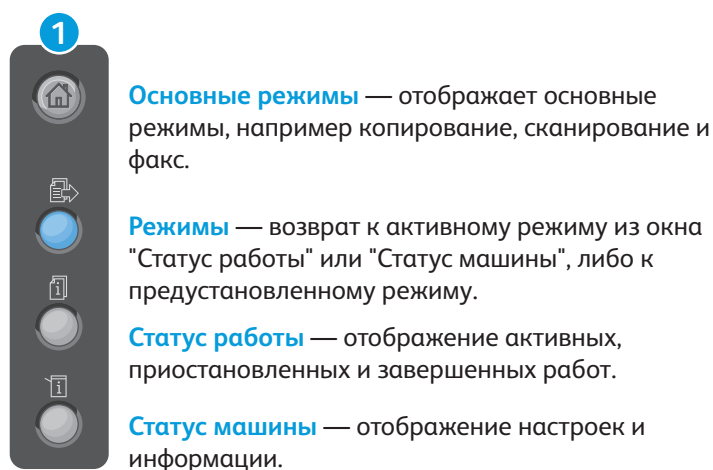 1
Основные режимы — отображает основные
режимы, например копирование, сканирование и
факс.
Режимы — возврат к активному режиму из окна
"Статус работы" или "Статус машины", либо к
предустановленному режиму.
Статус работы — отображение активных,
приостановленных и завершенных работ.
Статус машины — отображение настроек и
информации.